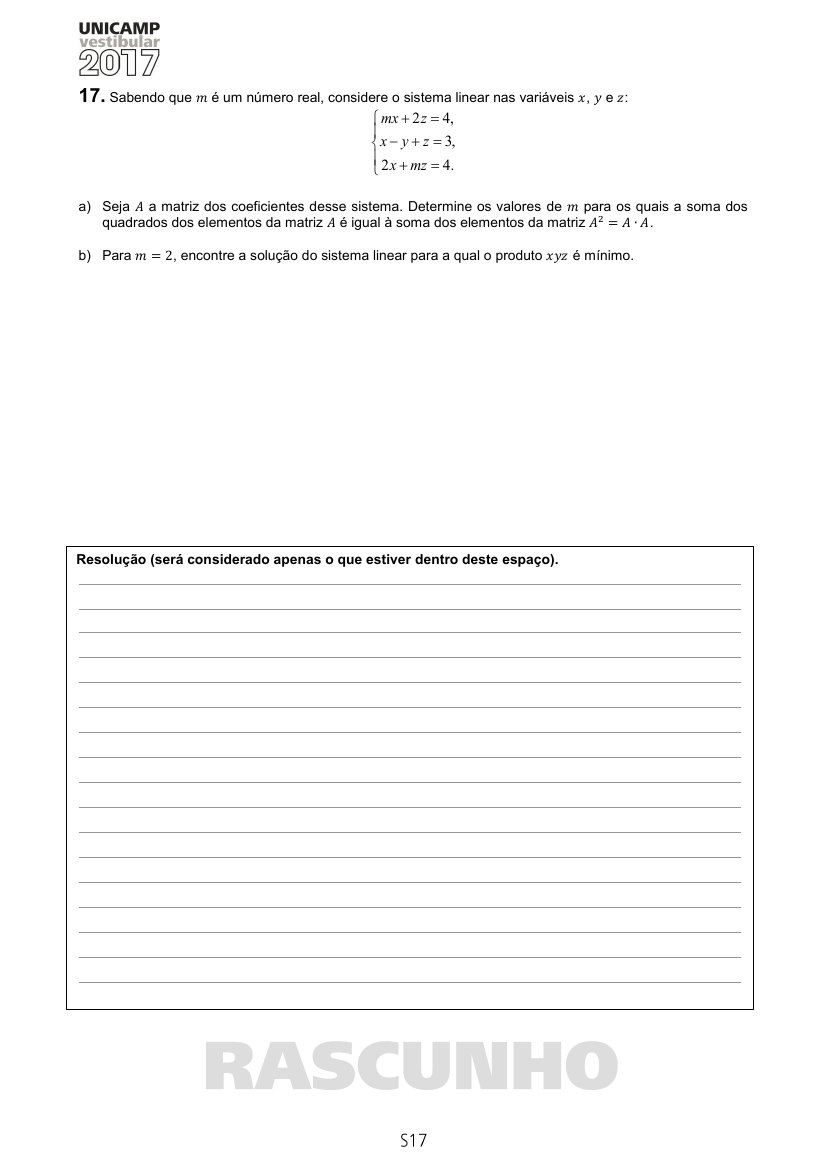 UNICAMP
vestibular
2017
17. Sabendo que m é um número real, considere o sistema linear nas variáveis x, y e z:
mx + 2z = 4,
x − y + z = 3,
2x + mz = 4.
a) Seja A a matriz dos coeficientes desse sistema. Determine os valores de m para os quais a soma dos
quadrados dos elementos da matriz A é igual à soma dos elementos da matriz A² = A · A.
b) Para m = 2, encontre a solução do sistema linear para a qual o produto xyz é mínimo.
Resolução (será considerado apenas o que estiver dentro deste espaço).
RASCUNHO
S17